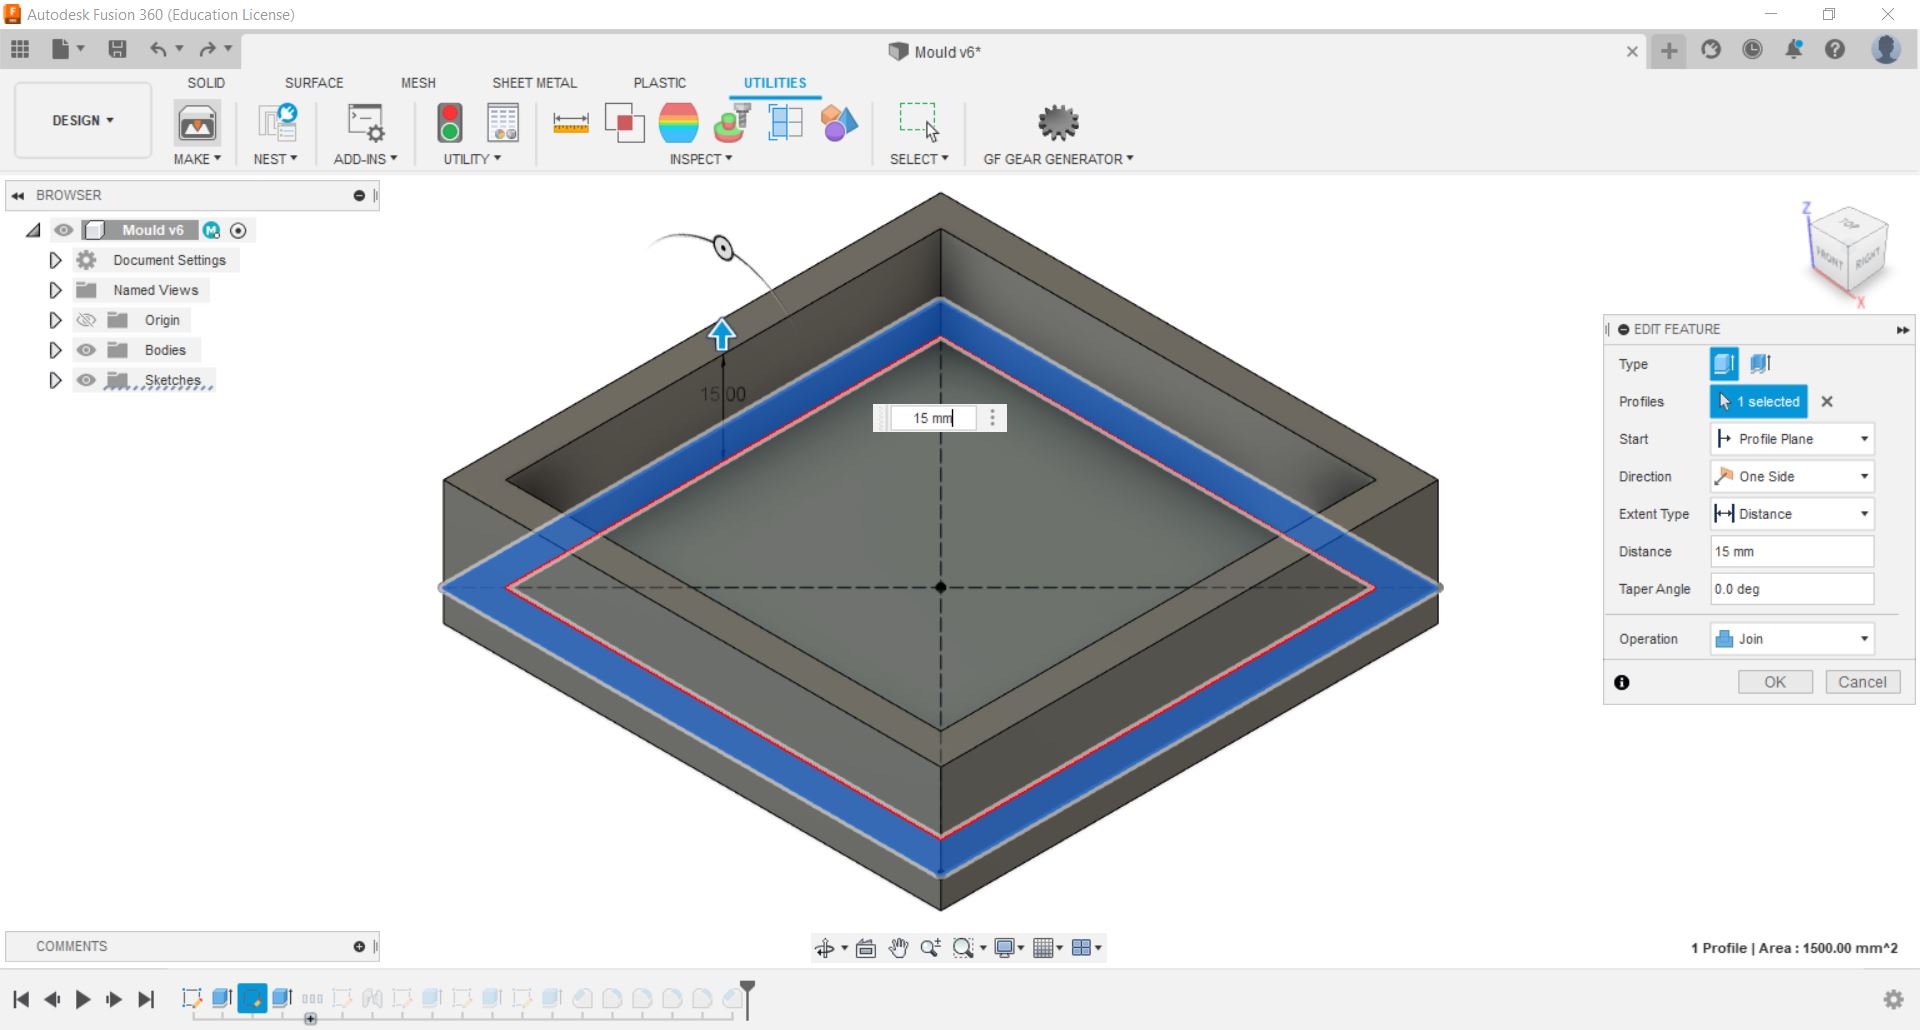 Autodesk Fusion 360 (Education License)
Mould v6*
SOLID SURFACE MESH SHEET METAL PLASTIC UTILITIES
DESIGN
MAKE NEST ADD-INS UTILITY INSPECT SELECT GF GEAR GENERATOR
BROWSER
Mould v6 M
Document Settings
Named Views
Origin
Bodies
Sketches
15.00
15 mm
Z
TOP
FRONT RIGHT
X
EDIT FEATURE
Type
Profiles 1 selected
Start Profile Plane
Direction One Side
Extent Type Distance
Distance 15 mm
Taper Angle 0.0 deg
Operation Join
OK Cancel
COMMENTS
1 Profile | Area : 1500.00 mm^2